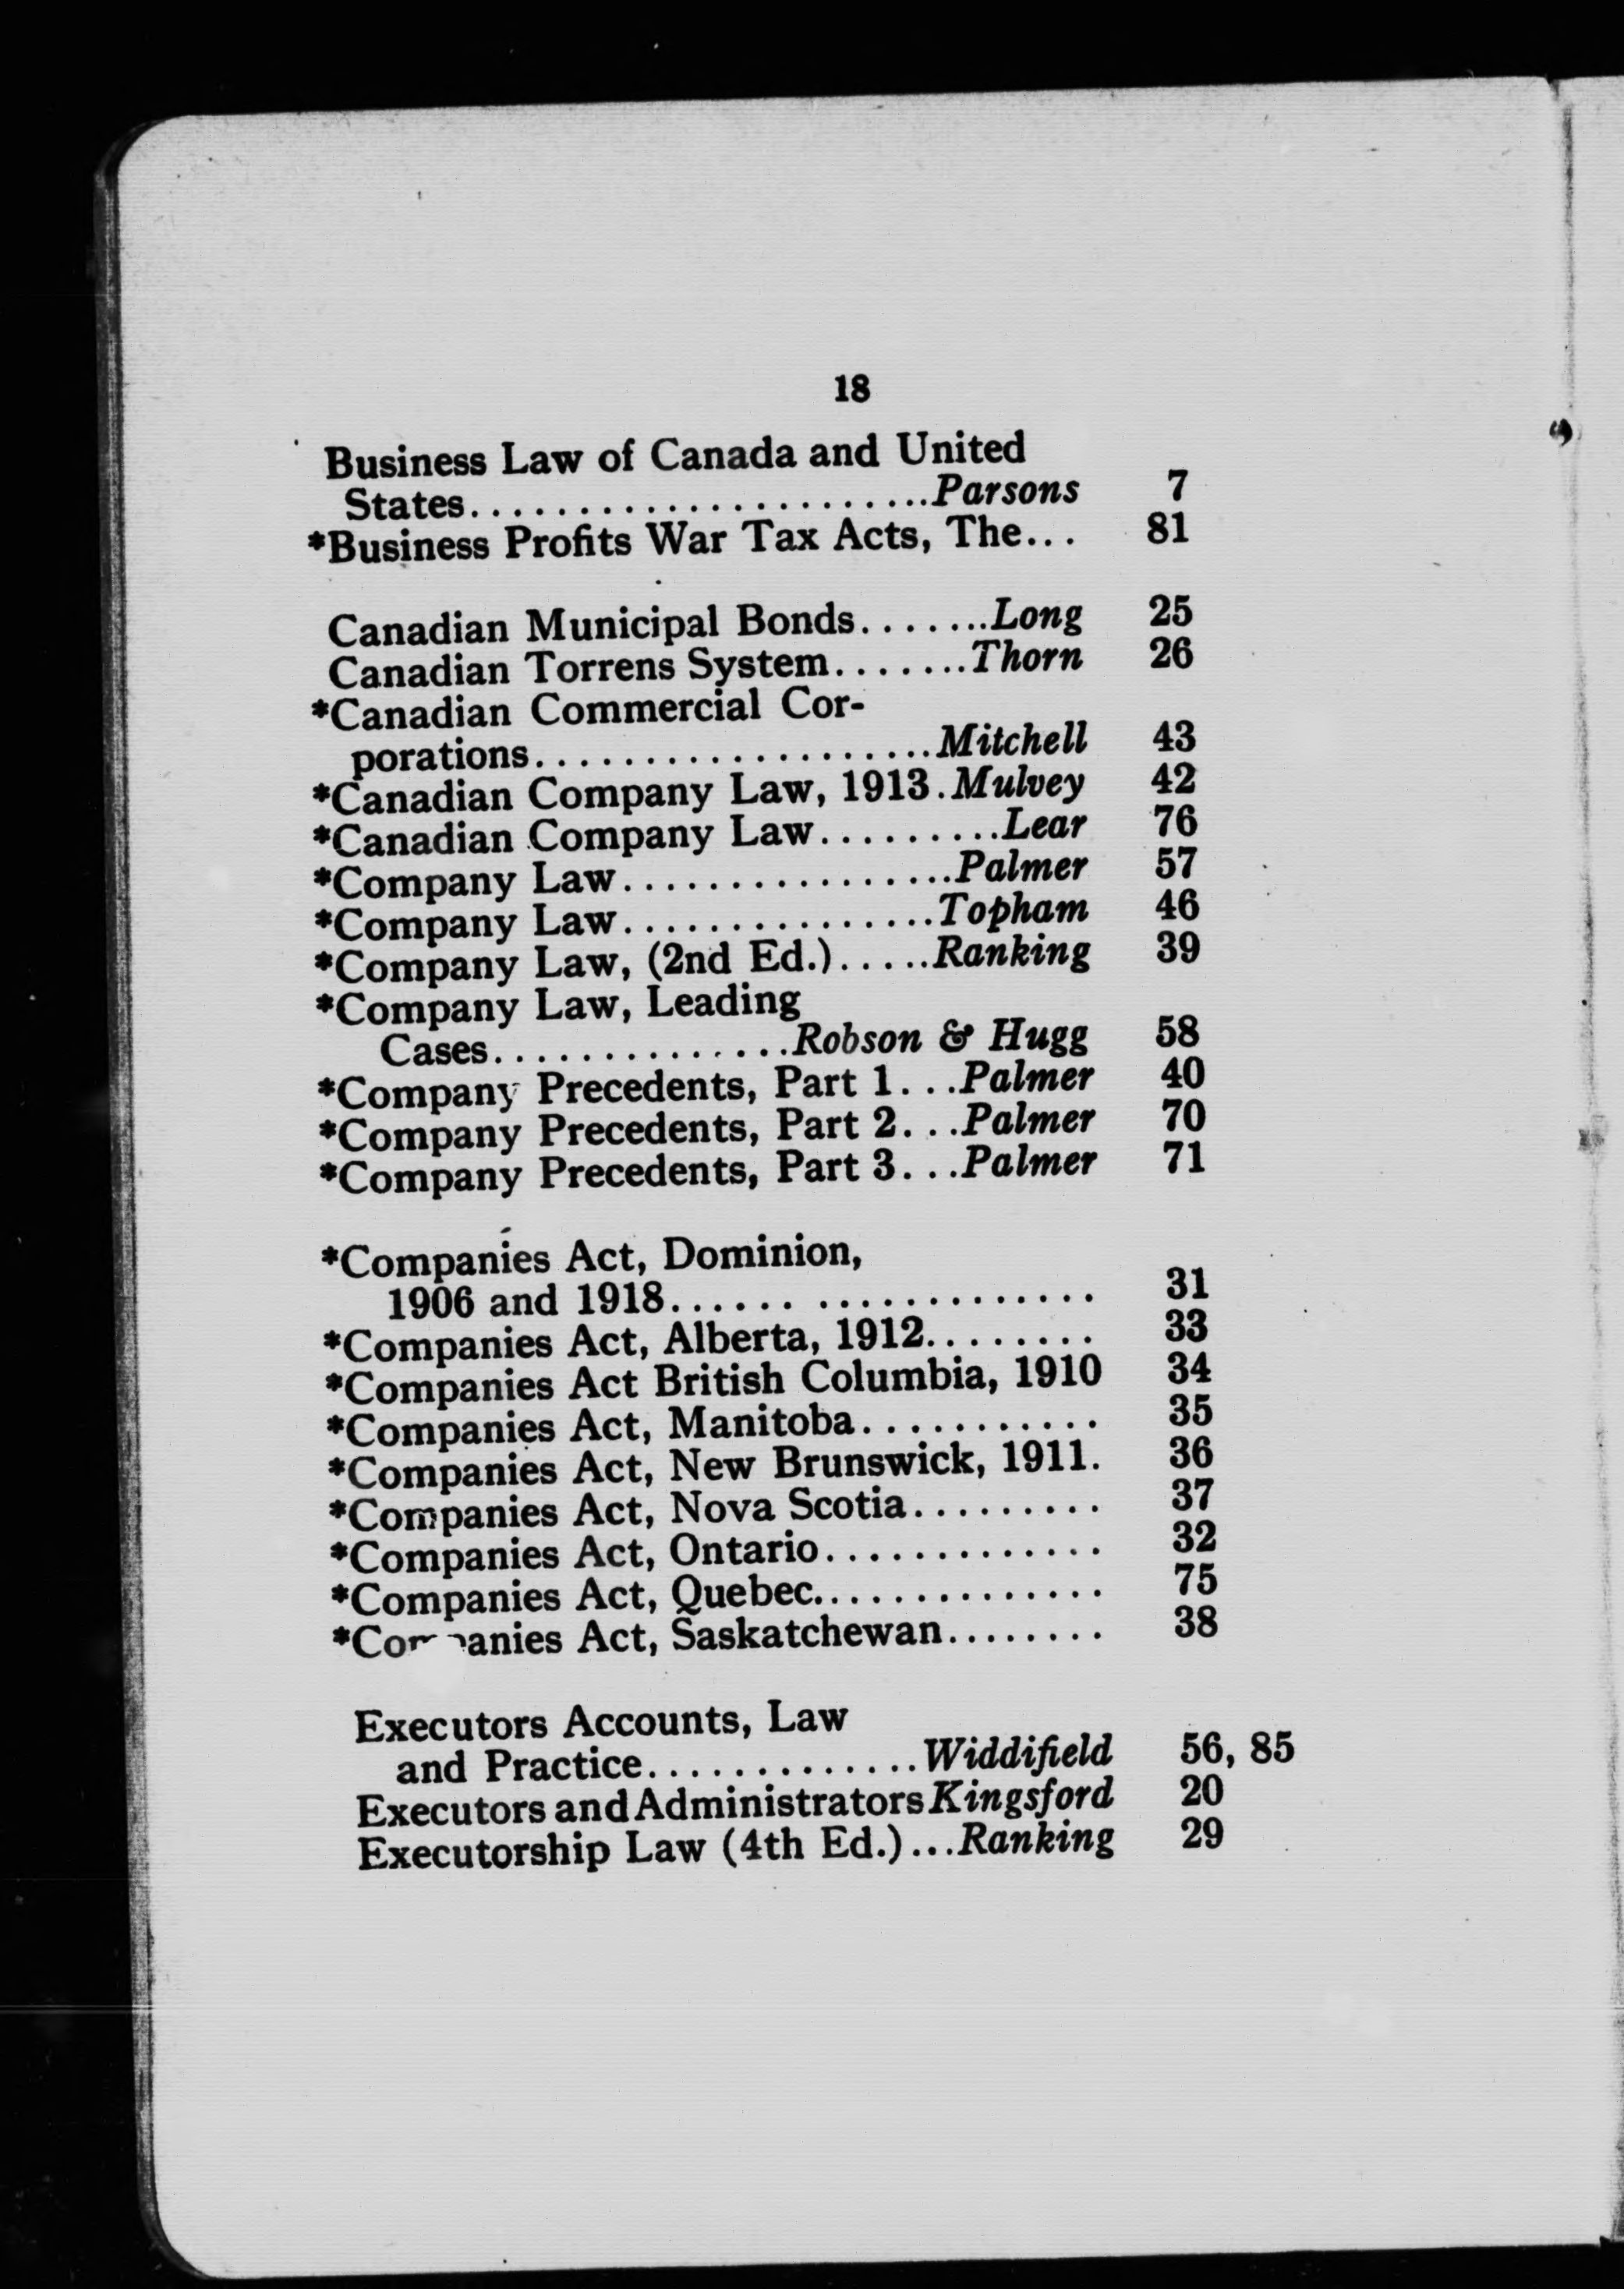 18
Business Law of Canada and United
States........................Parsons 7
*Business Profits War Tax Acts, The... 81
Canadian Municipal Bonds.......Long 25
Canadian Torrens System.......Thorn 26
*Canadian Commercial Cor-
porations...................Mitchell 43
*Canadian Company Law, 1913.Mulvey 42
*Canadian Company Law.........Lear 76
*Company Law.................Palmer 57
*Company Law................Topham 46
*Company Law, (2nd Ed.).....Ranking 39
*Company Law, Leading
Cases...............Robson & Hugg 58
*Company Precedents, Part 1...Palmer 40
*Company Precedents, Part 2...Palmer 70
*Company Precedents, Part 3...Palmer 71
*Companies Act, Dominion,
1906 and 1918...... ............. 31
*Companies Act, Alberta, 1912........ 33
*Companies Act British Columbia, 1910 34
*Companies Act, Manitoba........... 35
*Companies Act, New Brunswick, 1911. 36
*Companies Act, Nova Scotia......... 37
*Companies Act, Ontario............. 32
*Companies Act, Quebec.............. 75
*Companies Act, Saskatchewan........ 38
Executors Accounts, Law
and Practice.............Widdifield 56, 85
Executors and Administrators Kingsford 20
Executorship Law (4th Ed.)...Ranking 29